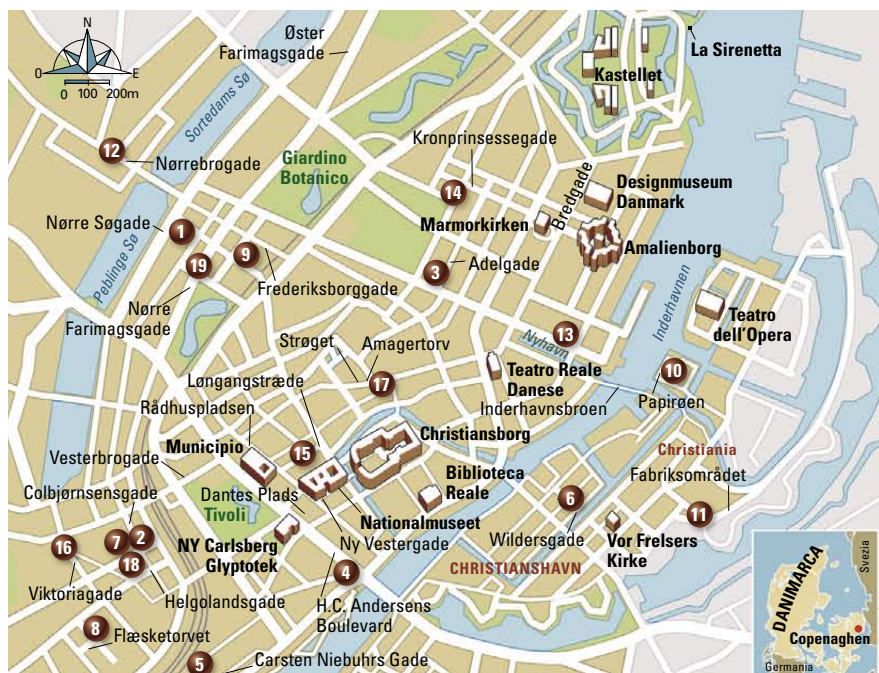 N
O
E
0 100 200m
Øster
Farimagsgade
Sortedams Sø
La Sirenetta
Kastellet
12
Nørrebrogade
Giardino
Botanico
Kronprinsessegade
14
Bredgade
Designmuseum
Danmark
Marmorkirken
Nørre Søgade
1
Amalienborg
Peblinge Sø
19
9
3
Adelgade
Frederiksborggade
Inderhavnen
Nørre
Farimagsgade
Teatro
dell'Opera
Strøget
Amagertorv
Nyhavn
13
Løngangstræde
17
Teatro Reale
Danese
10
Rådhuspladsen
Inderhavnsbroen
Papirøen
Municipio
15
Christiansborg
Christiania
Vesterbrogade
Biblioteca
Reale
Fabriksområdet
Colbjørnsensgade
Dantes Plads
Tivoli
6
11
Nationalmuseet
Wildersgade
16
7
2
NY Carlsberg
Glyptotek
Ny Vestergade
Vor Frelsers
Kirke
18
4
CHRISTIANSHAVN
Viktoriagade
Helgolandsgade
H.C. Andersens
Boulevard
8
Flæsketorvet
5
Carsten Niebuhrs Gade
DANIMARCA
Svezia
Copenaghen
Germania